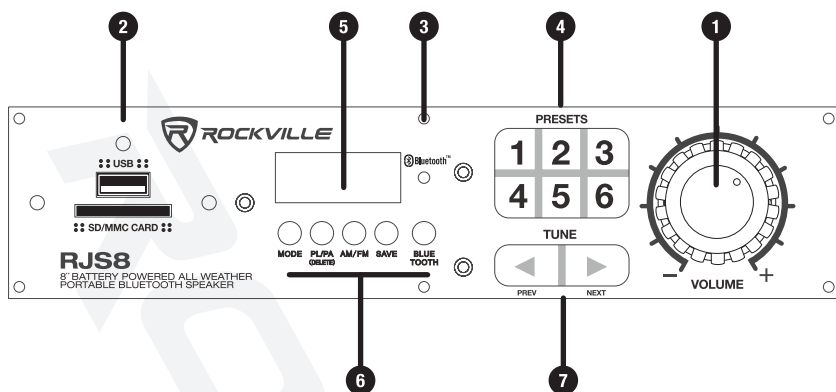 2
5
3
4
1
ROCKVILLE
PRESETS
USB
Bluetooth™
1 2 3
4 5 6
SD/MMC CARD
MODE PL/PA AM/FM SAVE BLUE
(DELETE) TOOTH
TUNE
RJS8
8" BATTERY POWERED ALL WEATHER
PORTABLE BLUETOOTH SPEAKER
PREV NEXT
− VOLUME +
6
7